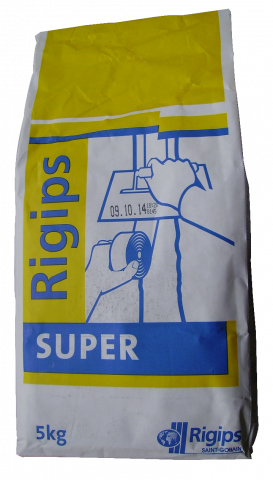 Rigips
09.10.14
SUPER
5kg
Rigips
SAINT-GOBAIN